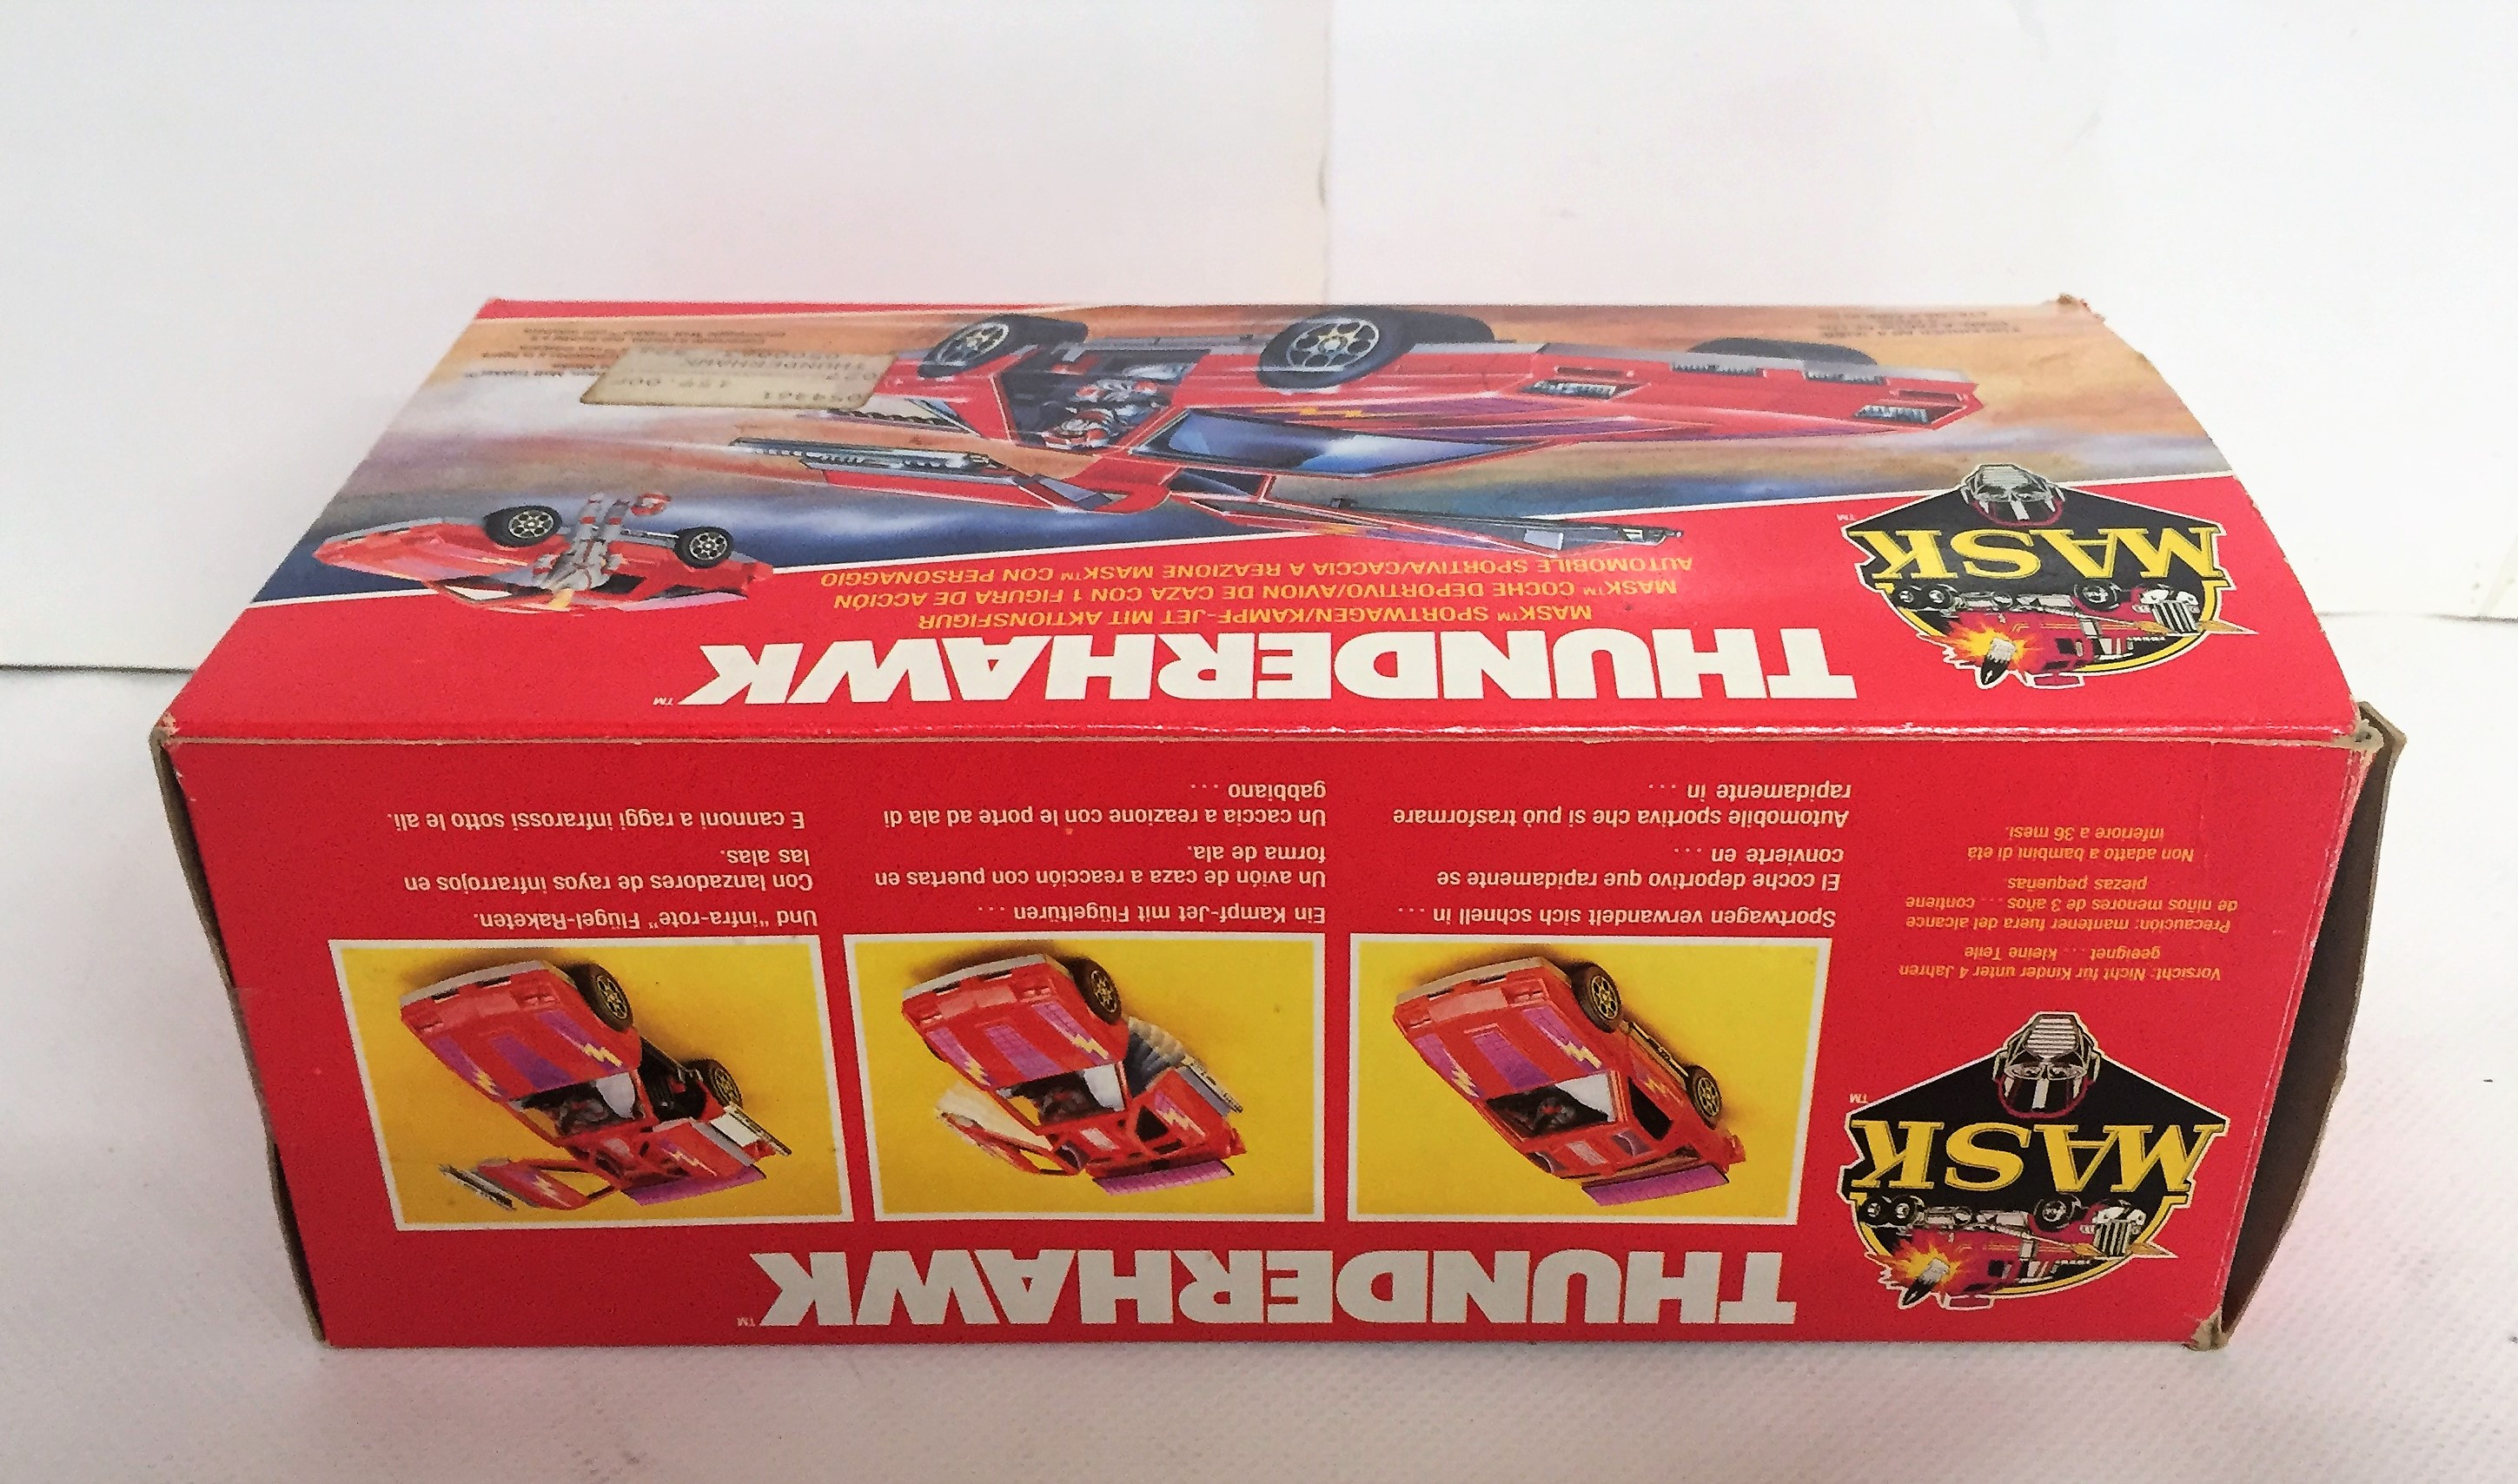 THUNDERHAWK™
MASK
™
Sportwagen verwandelt sich schnell in ...
El coche deportivo que rapidamente se
convierte en ...
Automobile sportiva che si può trasformare
rapidamente in ...
Ein Kampf-Jet mit Flügeltüren ...
Un avión de caza a reacción con puertas en
forma de ala.
Un caccia a reazione con le porte ad ala di
gabbiano ...
Und "infra-rote" Flügel-Raketen.
Con lanzadores de rayos infrarrojos en
las alas.
E cannoni a raggi infrarossi sotto le ali.
Vorsicht: Nicht für Kinder unter 4 Jahren
geeignet ... kleine Teile
Precaución: mantener fuera del alcance
de niños menores de 3 años ... contiene
piezas pequeñas
Non adatto a bambini di età
inferiore a 36 mesi.
THUNDERHAWK™
MASK™ SPORTWAGEN/KAMPF-JET MIT AKTIONSFIGUR
MASK™ COCHE DEPORTIVO/AVION DE CAZA CON 1 FIGURA DE ACCIÓN
AUTOMOBILE SPORTIVA/CACCIA A REAZIONE MASK™ CON PERSONAGGIO
MASK
™
054361
159.00F
THUNDERHAWK